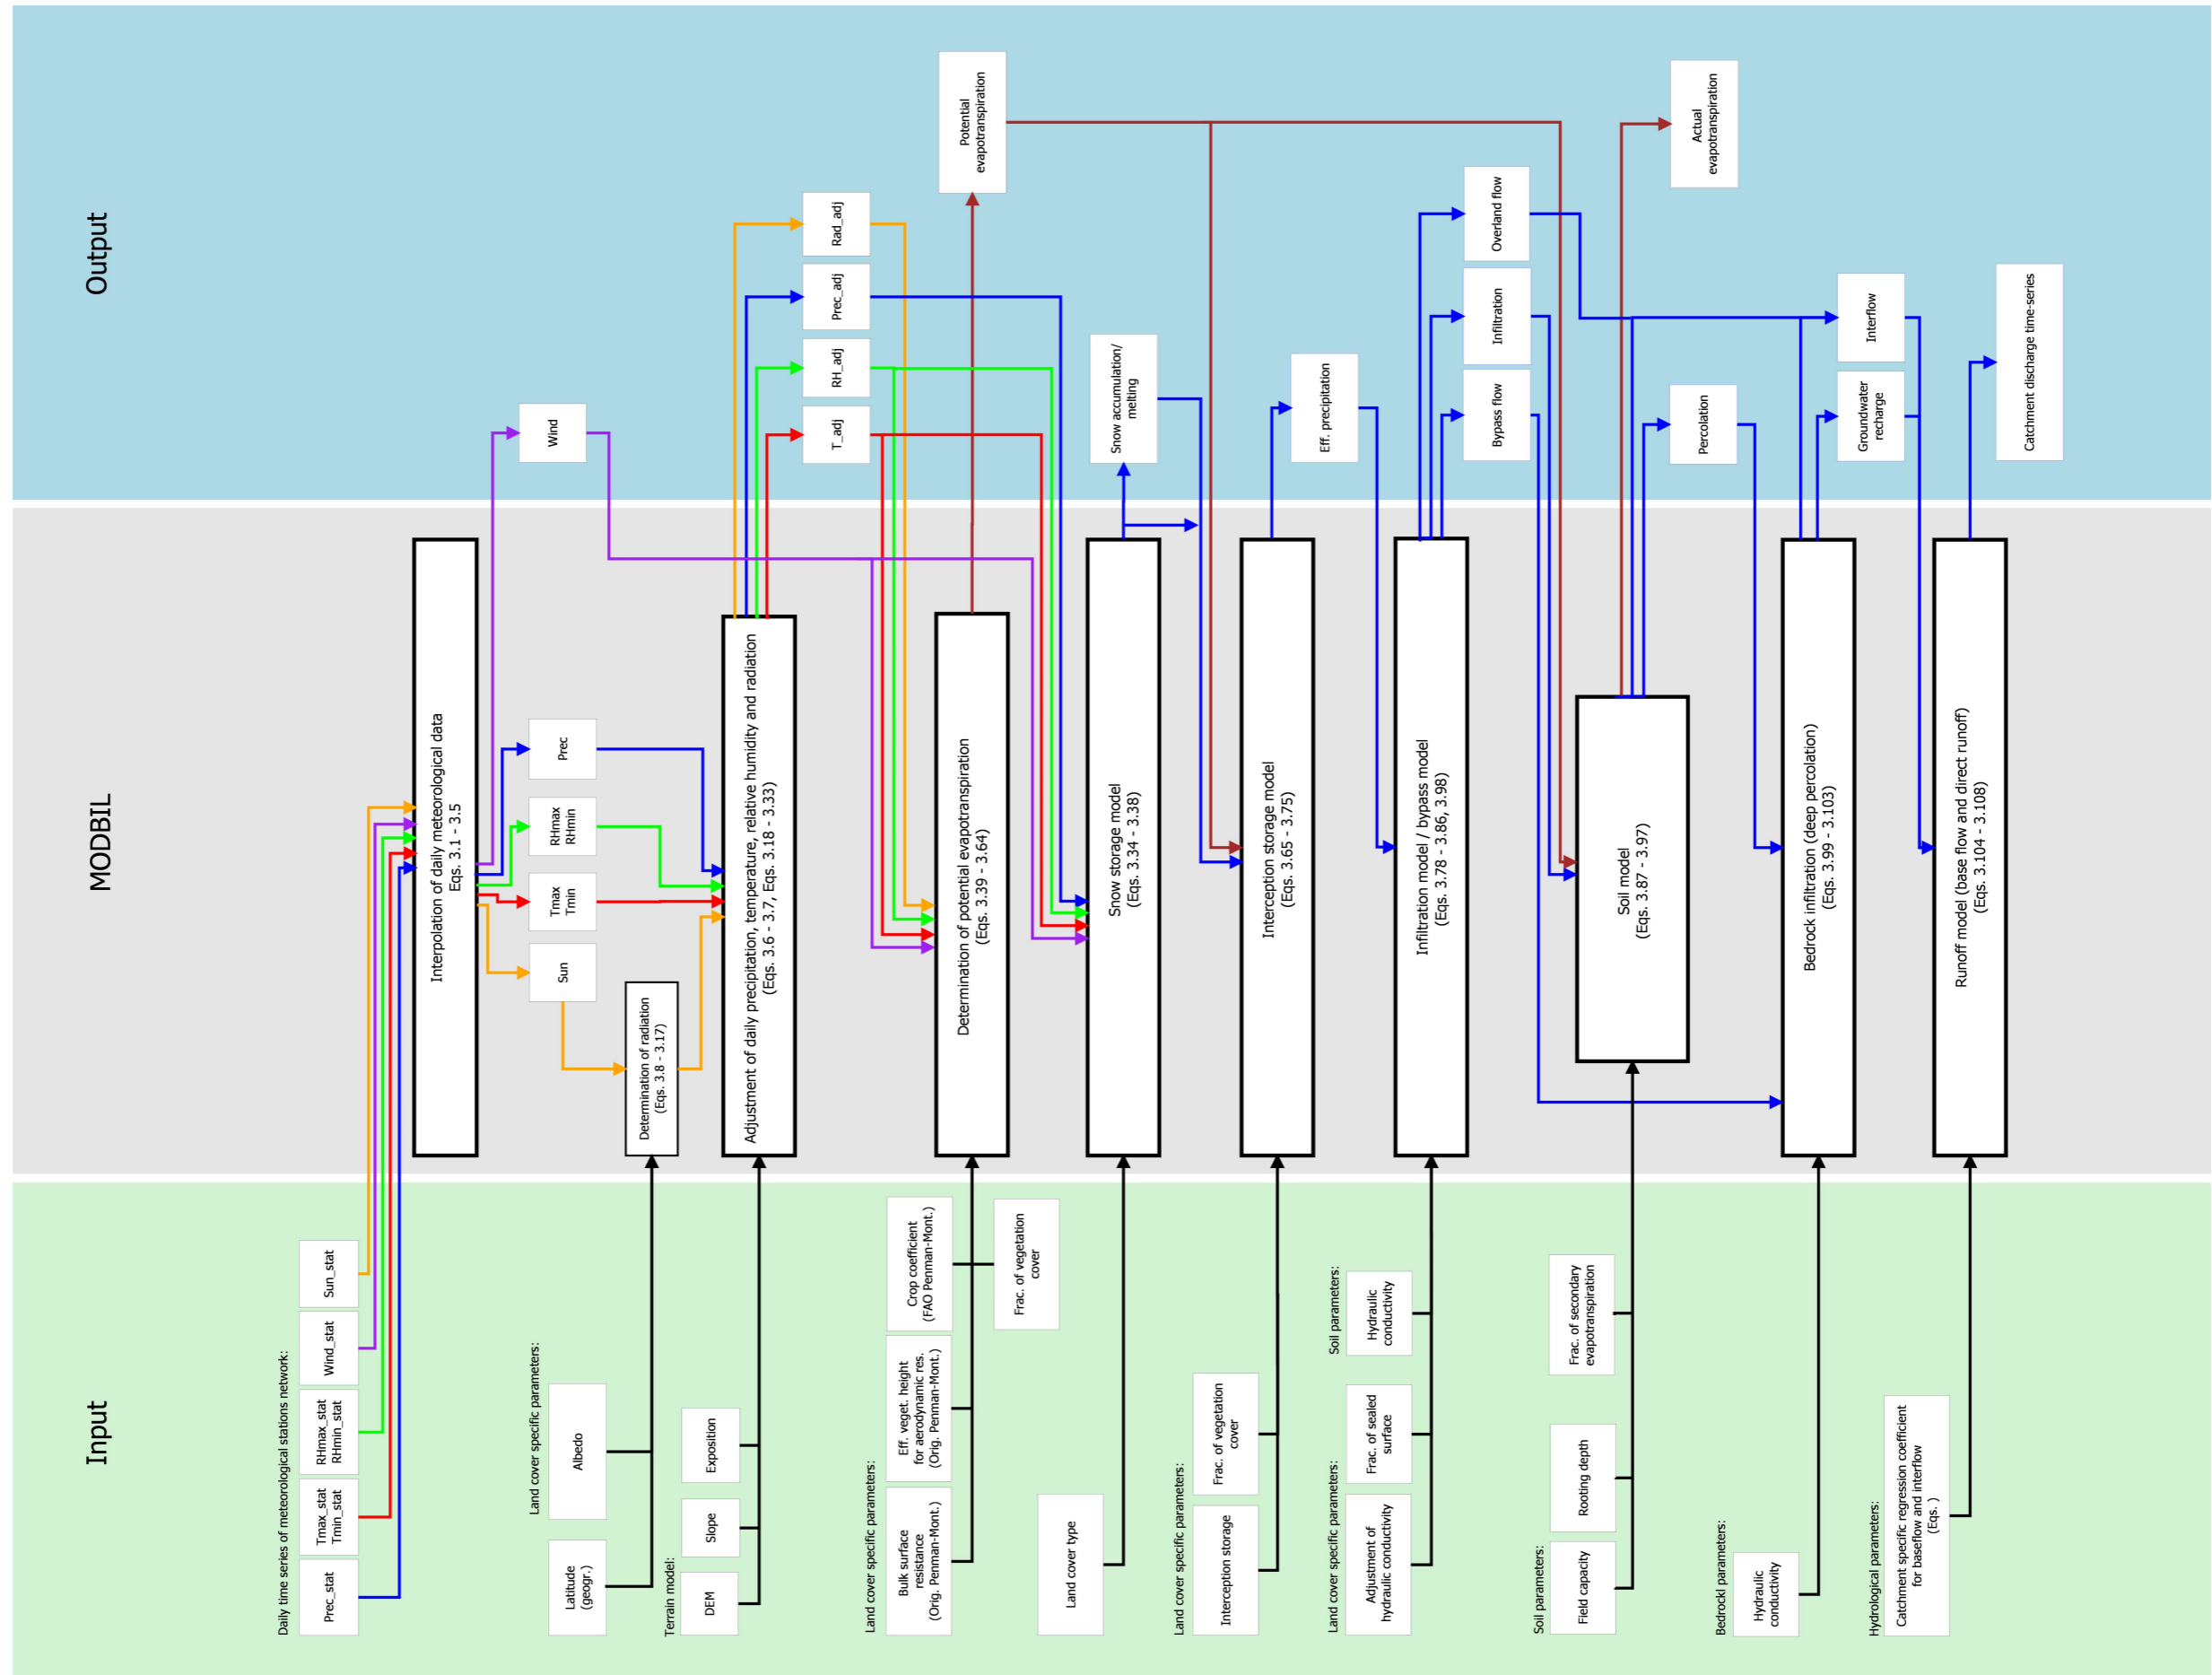 Input
MODBIL
Output
Daily time series of meteorological stations network:
Prec_stat
Tmax_stat
Tmin_stat
RHmax_stat
RHmin_stat
Wind_stat
Sun_stat
Interpolation of daily meteorological data
Eqs. 3.1 - 3.5
Wind
Sun
Tmax
Tmin
RHmax
RHmin
Prec
Land cover specific parameters:
Latitude
(geogr.)
Albedo
Determination of radiation
(Eqs. 3.8 - 3.17)
Terrain model:
DEM
Slope
Exposition
Adjustment of daily precipitation, temperature, relative humidity and radiation
(Eqs. 3.6 - 3.7, Eqs. 3.18 - 3.33)
T_adj
RH_adj
Prec_adj
Rad_adj
Land cover specific parameters:
Bulk surface
resistance
(Orig. Penman-Mont.)
Eff. veget. height
for aerodynamic res.
(Orig. Penman-Mont.)
Crop coefficient
(FAO Penman-Mont.)
Frac. of vegetation
cover
Determination of potential evapotranspiration
(Eqs. 3.39 - 3.64)
Potential
evapotranspiration
Land cover type
Snow storage model
(Eqs. 3.34 - 3.38)
Snow accumulation/
melting
Land cover specific parameters:
Interception storage
Frac. of vegetation
cover
Interception storage model
(Eqs. 3.65 - 3.75)
Eff. precipitation
Land cover specific parameters:
Adjustment of
hydraulic conductivity
Frac. of sealed
surface
Soil parameters:
Hydraulic
conductivity
Infiltration model / bypass model
(Eqs. 3.78 - 3.86, 3.98)
Bypass flow
Infiltration
Overland flow
Soil parameters:
Field capacity
Rooting depth
Frac. of secondary
evapotranspiration
Soil model
(Eqs. 3.87 - 3.97)
Percolation
Actual
evapotranspiration
Bedrockl parameters:
Hydraulic
conductivity
Bedrock infiltration (deep percolation)
(Eqs. 3.99 - 3.103)
Groundwater
recharge
Interflow
Hydrological parameters:
Catchment specific regression coefficient
for baseflow and interflow
(Eqs. )
Runoff model (base flow and direct runoff)
(Eqs. 3.104 - 3.108)
Catchment discharge time-series